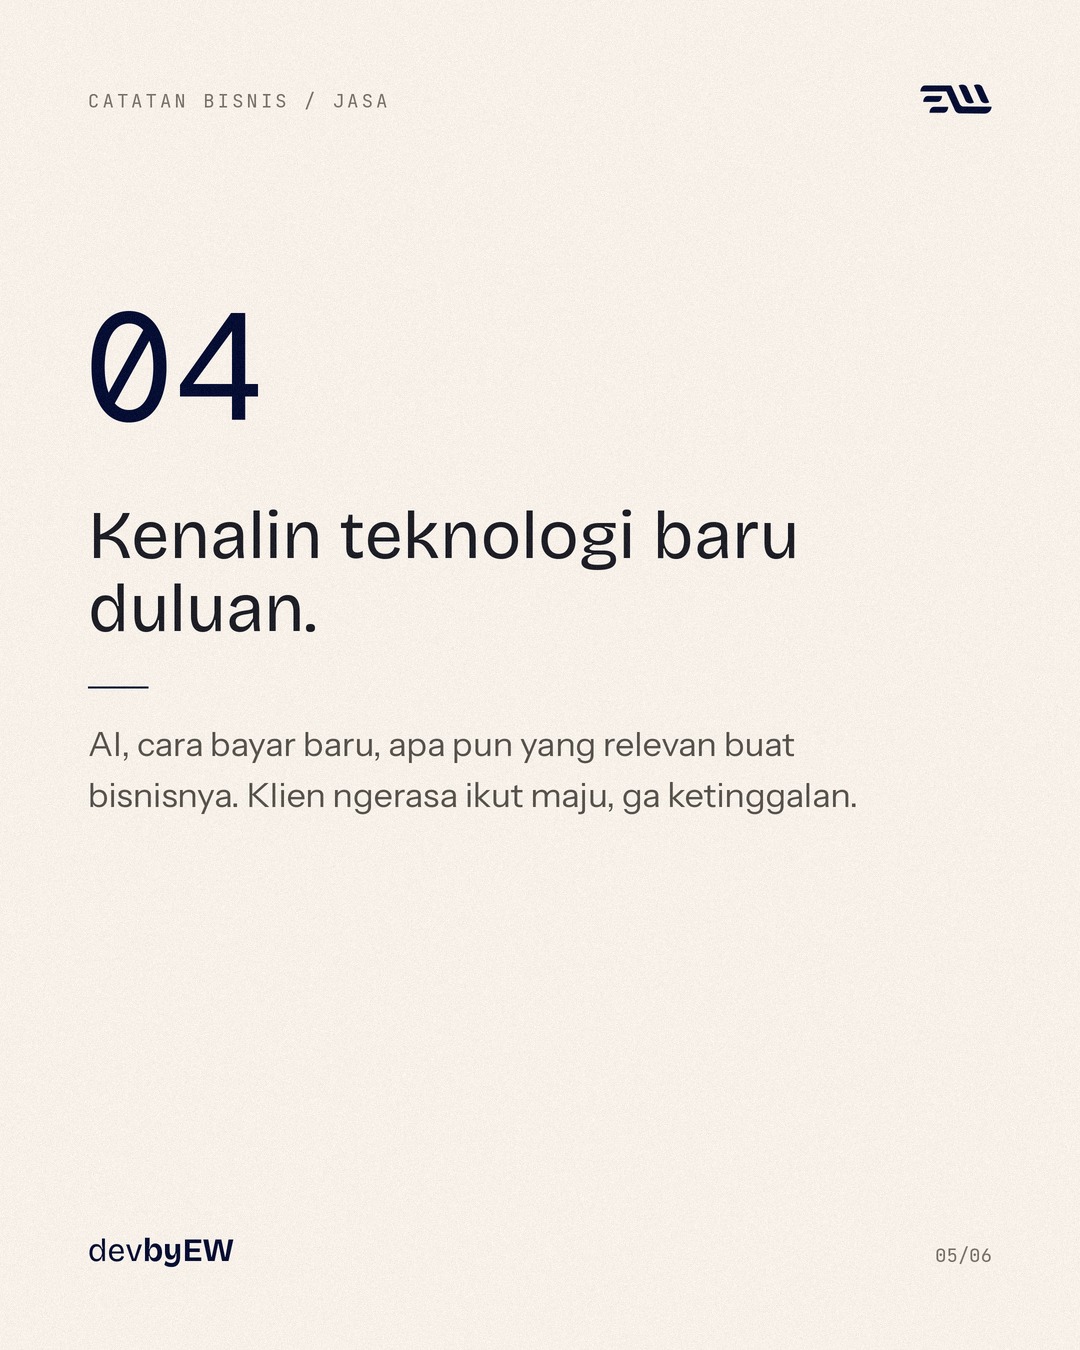 CATATAN BISNIS / JASA
EW
04
Kenalin teknologi baru
duluan.
AI, cara bayar baru, apa pun yang relevan buat
bisnisnya. Klien ngerasa ikut maju, ga ketinggalan.
devbyEW
05/06